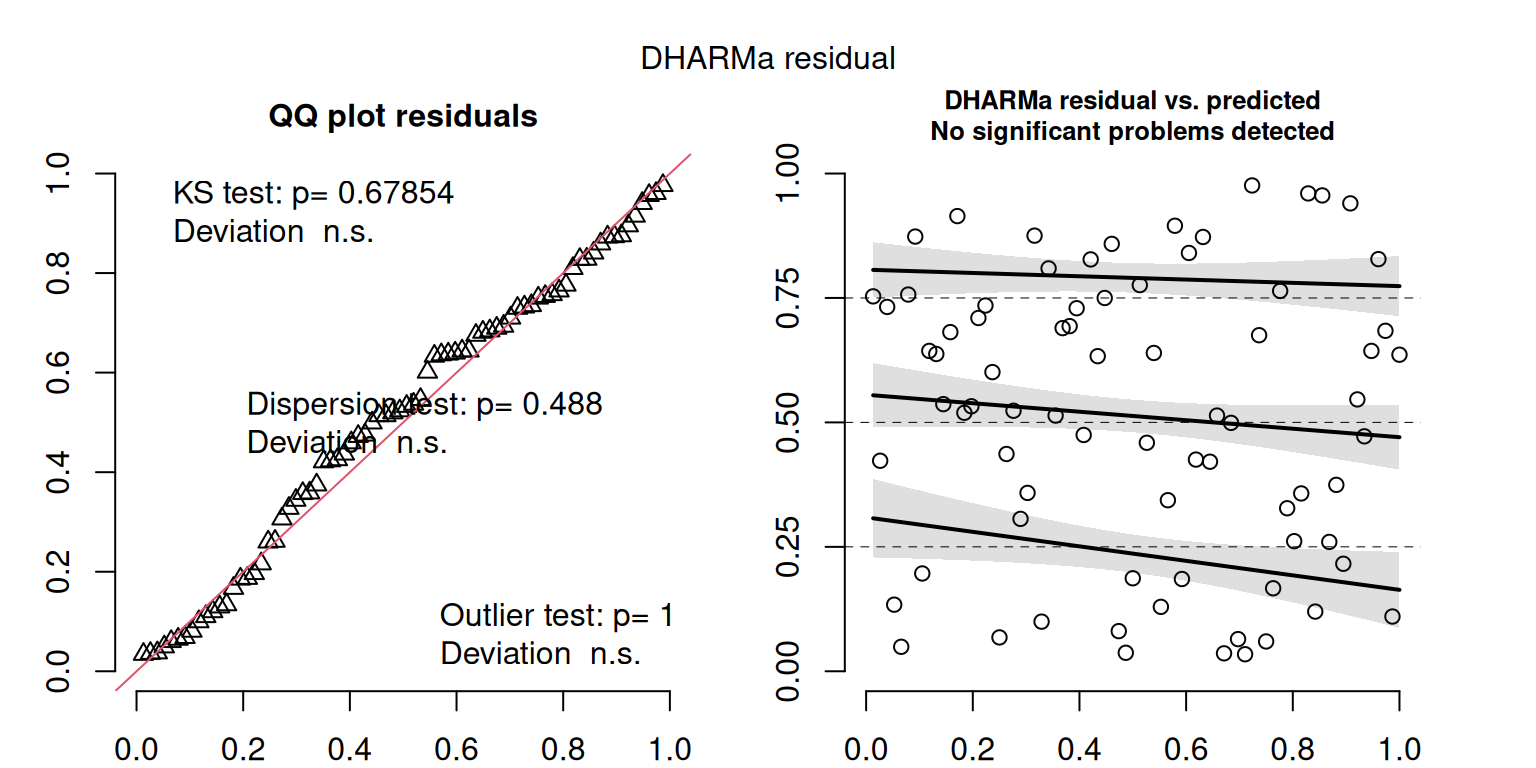 DHARMa residual
QQ plot residuals
KS test: p= 0.67854
Deviation n.s.
Dispersion test: p= 0.488
Deviation n.s.
Outlier test: p= 1
Deviation n.s.
0.0
0.2
0.4
0.6
0.8
1.0
0.0 0.2 0.4 0.6 0.8 1.0
DHARMa residual vs. predicted
No significant problems detected
0.00
0.25
0.50
0.75
1.00
0.0 0.2 0.4 0.6 0.8 1.0